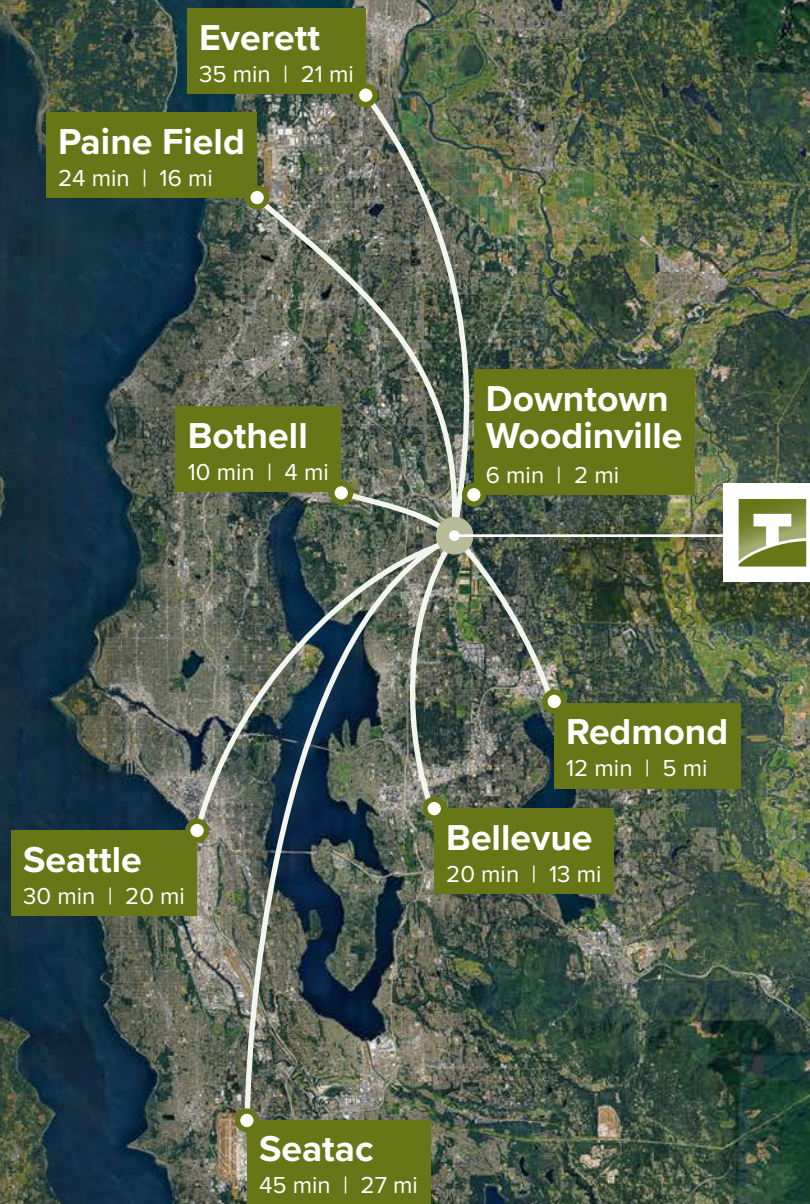 Everett
35 min | 21 mi
Paine Field
24 min | 16 mi
Downtown
Woodinville
6 min | 2 mi
Bothell
10 min | 4 mi
T
Redmond
12 min | 5 mi
Bellevue
20 min | 13 mi
Seattle
30 min | 20 mi
Seatac
45 min | 27 mi